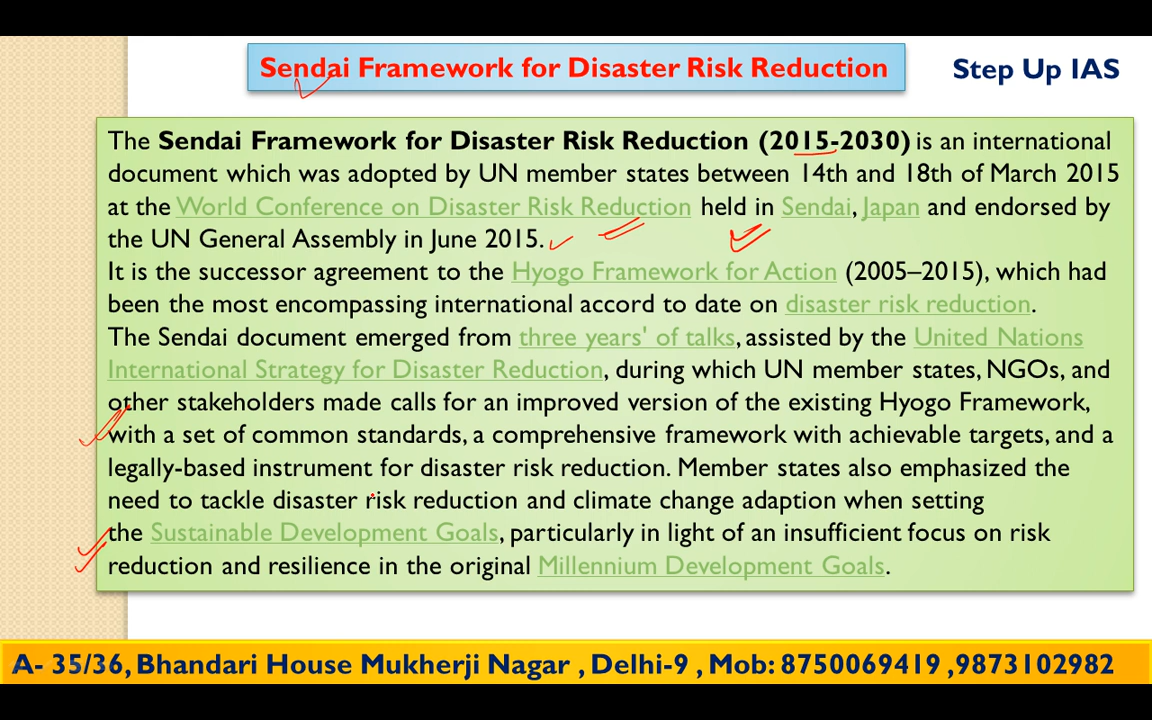 Sendai Framework for Disaster Risk Reduction
Step Up IAS
The Sendai Framework for Disaster Risk Reduction (2015-2030) is an international
document which was adopted by UN member states between 14th and 18th of March 2015
at the World Conference on Disaster Risk Reduction held in Sendai, Japan and endorsed by
the UN General Assembly in June 2015.
It is the successor agreement to the Hyogo Framework for Action (2005–2015), which had
been the most encompassing international accord to date on disaster risk reduction.
The Sendai document emerged from three years' of talks, assisted by the United Nations
International Strategy for Disaster Reduction, during which UN member states, NGOs, and
other stakeholders made calls for an improved version of the existing Hyogo Framework,
with a set of common standards, a comprehensive framework with achievable targets, and a
legally-based instrument for disaster risk reduction. Member states also emphasized the
need to tackle disaster risk reduction and climate change adaption when setting
the Sustainable Development Goals, particularly in light of an insufficient focus on risk
reduction and resilience in the original Millennium Development Goals.
A- 35/36, Bhandari House Mukherji Nagar , Delhi-9 , Mob: 8750069419 ,9873102982